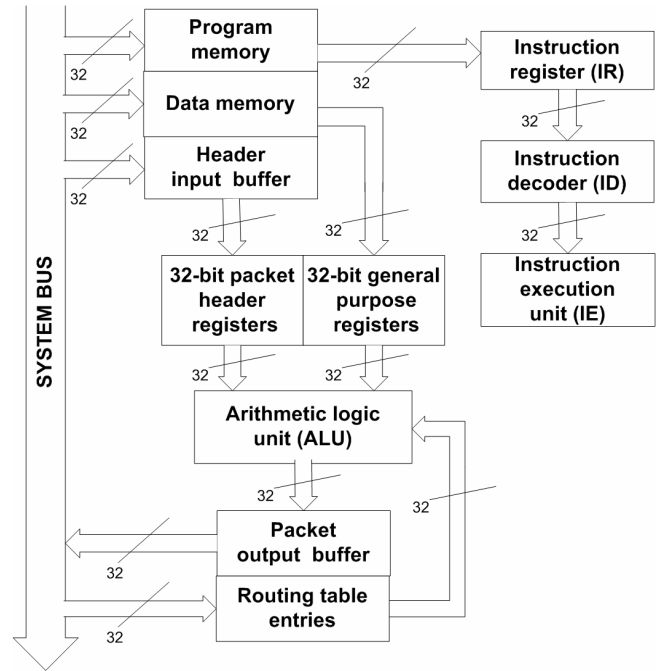 Program
memory
32
32
Instruction
register (IR)
Data memory
32
32
Header
input buffer
32
Instruction
decoder (ID)
32
32
32
32-bit packet
header
registers
32-bit general
purpose
registers
Instruction
execution
unit (IE)
SYSTEM BUS
32
32
Arithmetic logic
unit (ALU)
32
32
Packet
output buffer
32
Routing table
entries
32